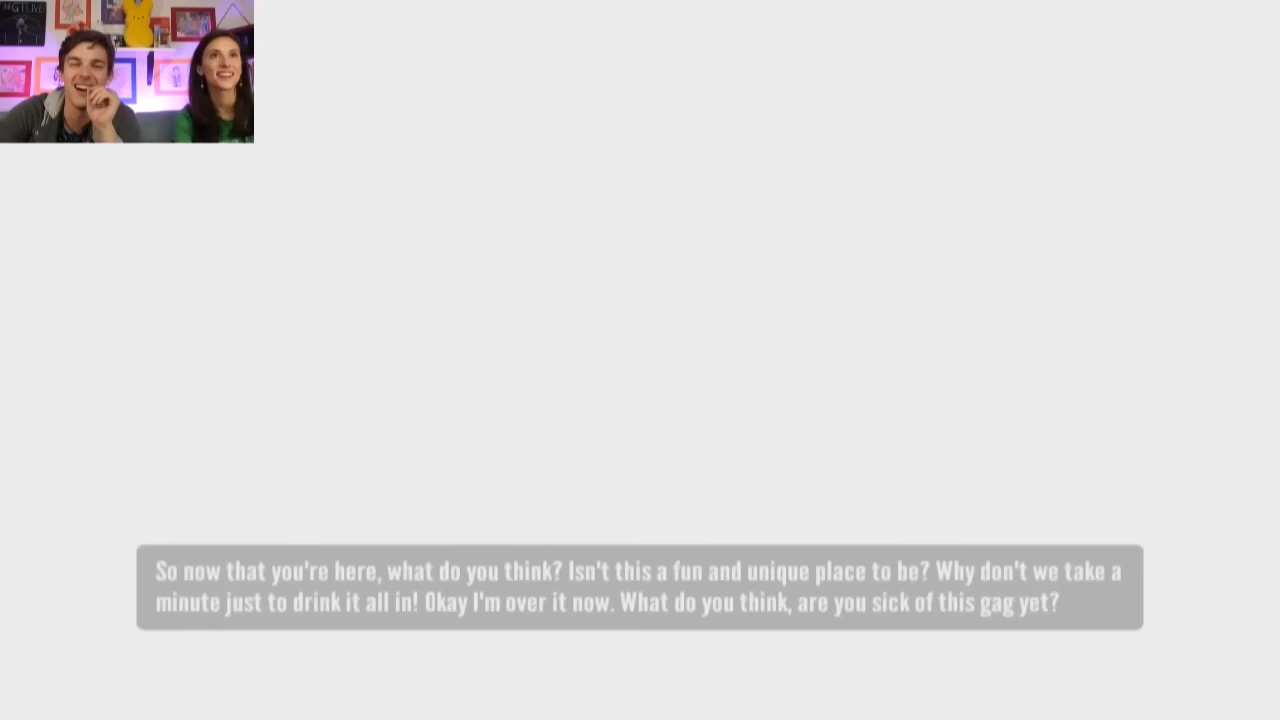 #GTLIVE
So now that you're here, what do you think? Isn't this a fun and unique place to be? Why don't we take a
minute just to drink it all in! Okay I'm over it now. What do you think, are you sick of this gag yet?